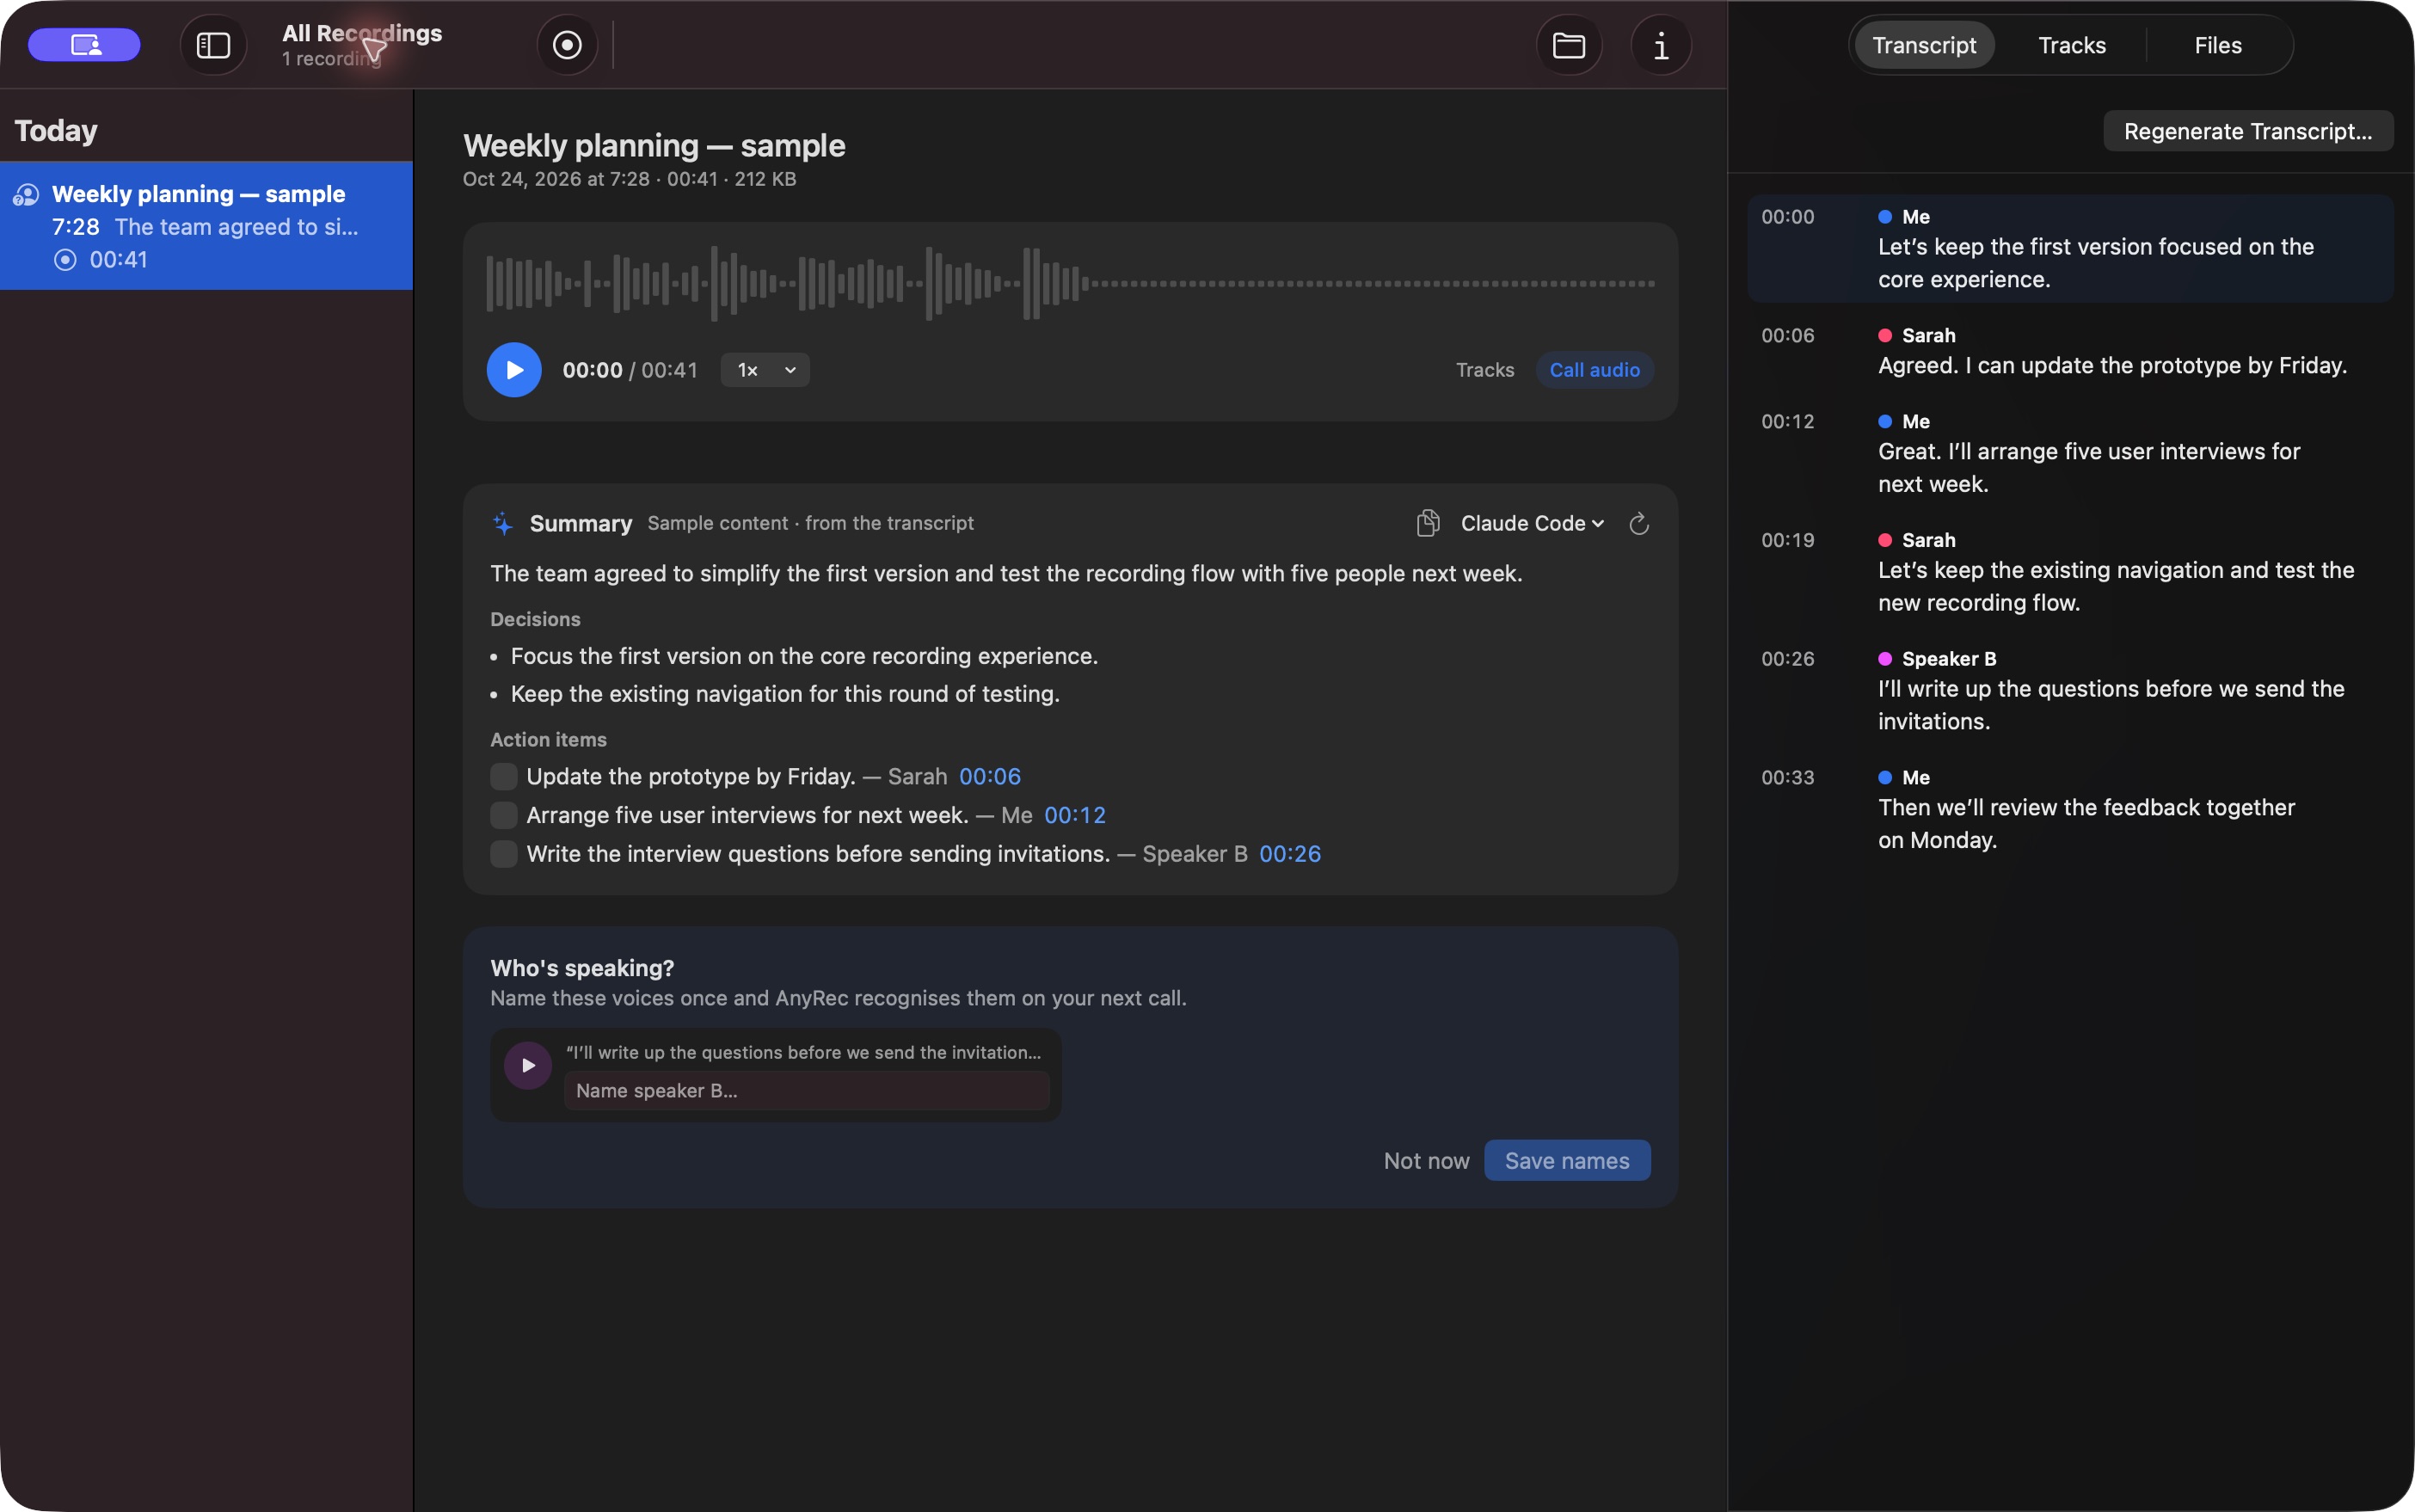 All Recordings
1 recording
Transcript
Tracks
Files
Today
Weekly planning — sample
7:28 The team agreed to si...
00:41
Weekly planning — sample
Oct 24, 2026 at 7:28 · 00:41 · 212 KB
00:00 / 00:41
1x
Tracks
Call audio
Summary Sample content · from the transcript
Claude Code
The team agreed to simplify the first version and test the recording flow with five people next week.
Decisions
• Focus the first version on the core recording experience.
• Keep the existing navigation for this round of testing.
Action items
Update the prototype by Friday. — Sarah 00:06
Arrange five user interviews for next week. — Me 00:12
Write the interview questions before sending invitations. — Speaker B 00:26
Who's speaking?
Name these voices once and AnyRec recognises them on your next call.
“I’ll write up the questions before we send the invitation...
Name speaker B...
Not now
Save names
Regenerate Transcript...
00:00 Me
Let’s keep the first version focused on the
core experience.
00:06 Sarah
Agreed. I can update the prototype by Friday.
00:12 Me
Great. I’ll arrange five user interviews for
next week.
00:19 Sarah
Let’s keep the existing navigation and test the
new recording flow.
00:26 Speaker B
I’ll write up the questions before we send the
invitations.
00:33 Me
Then we’ll review the feedback together
on Monday.